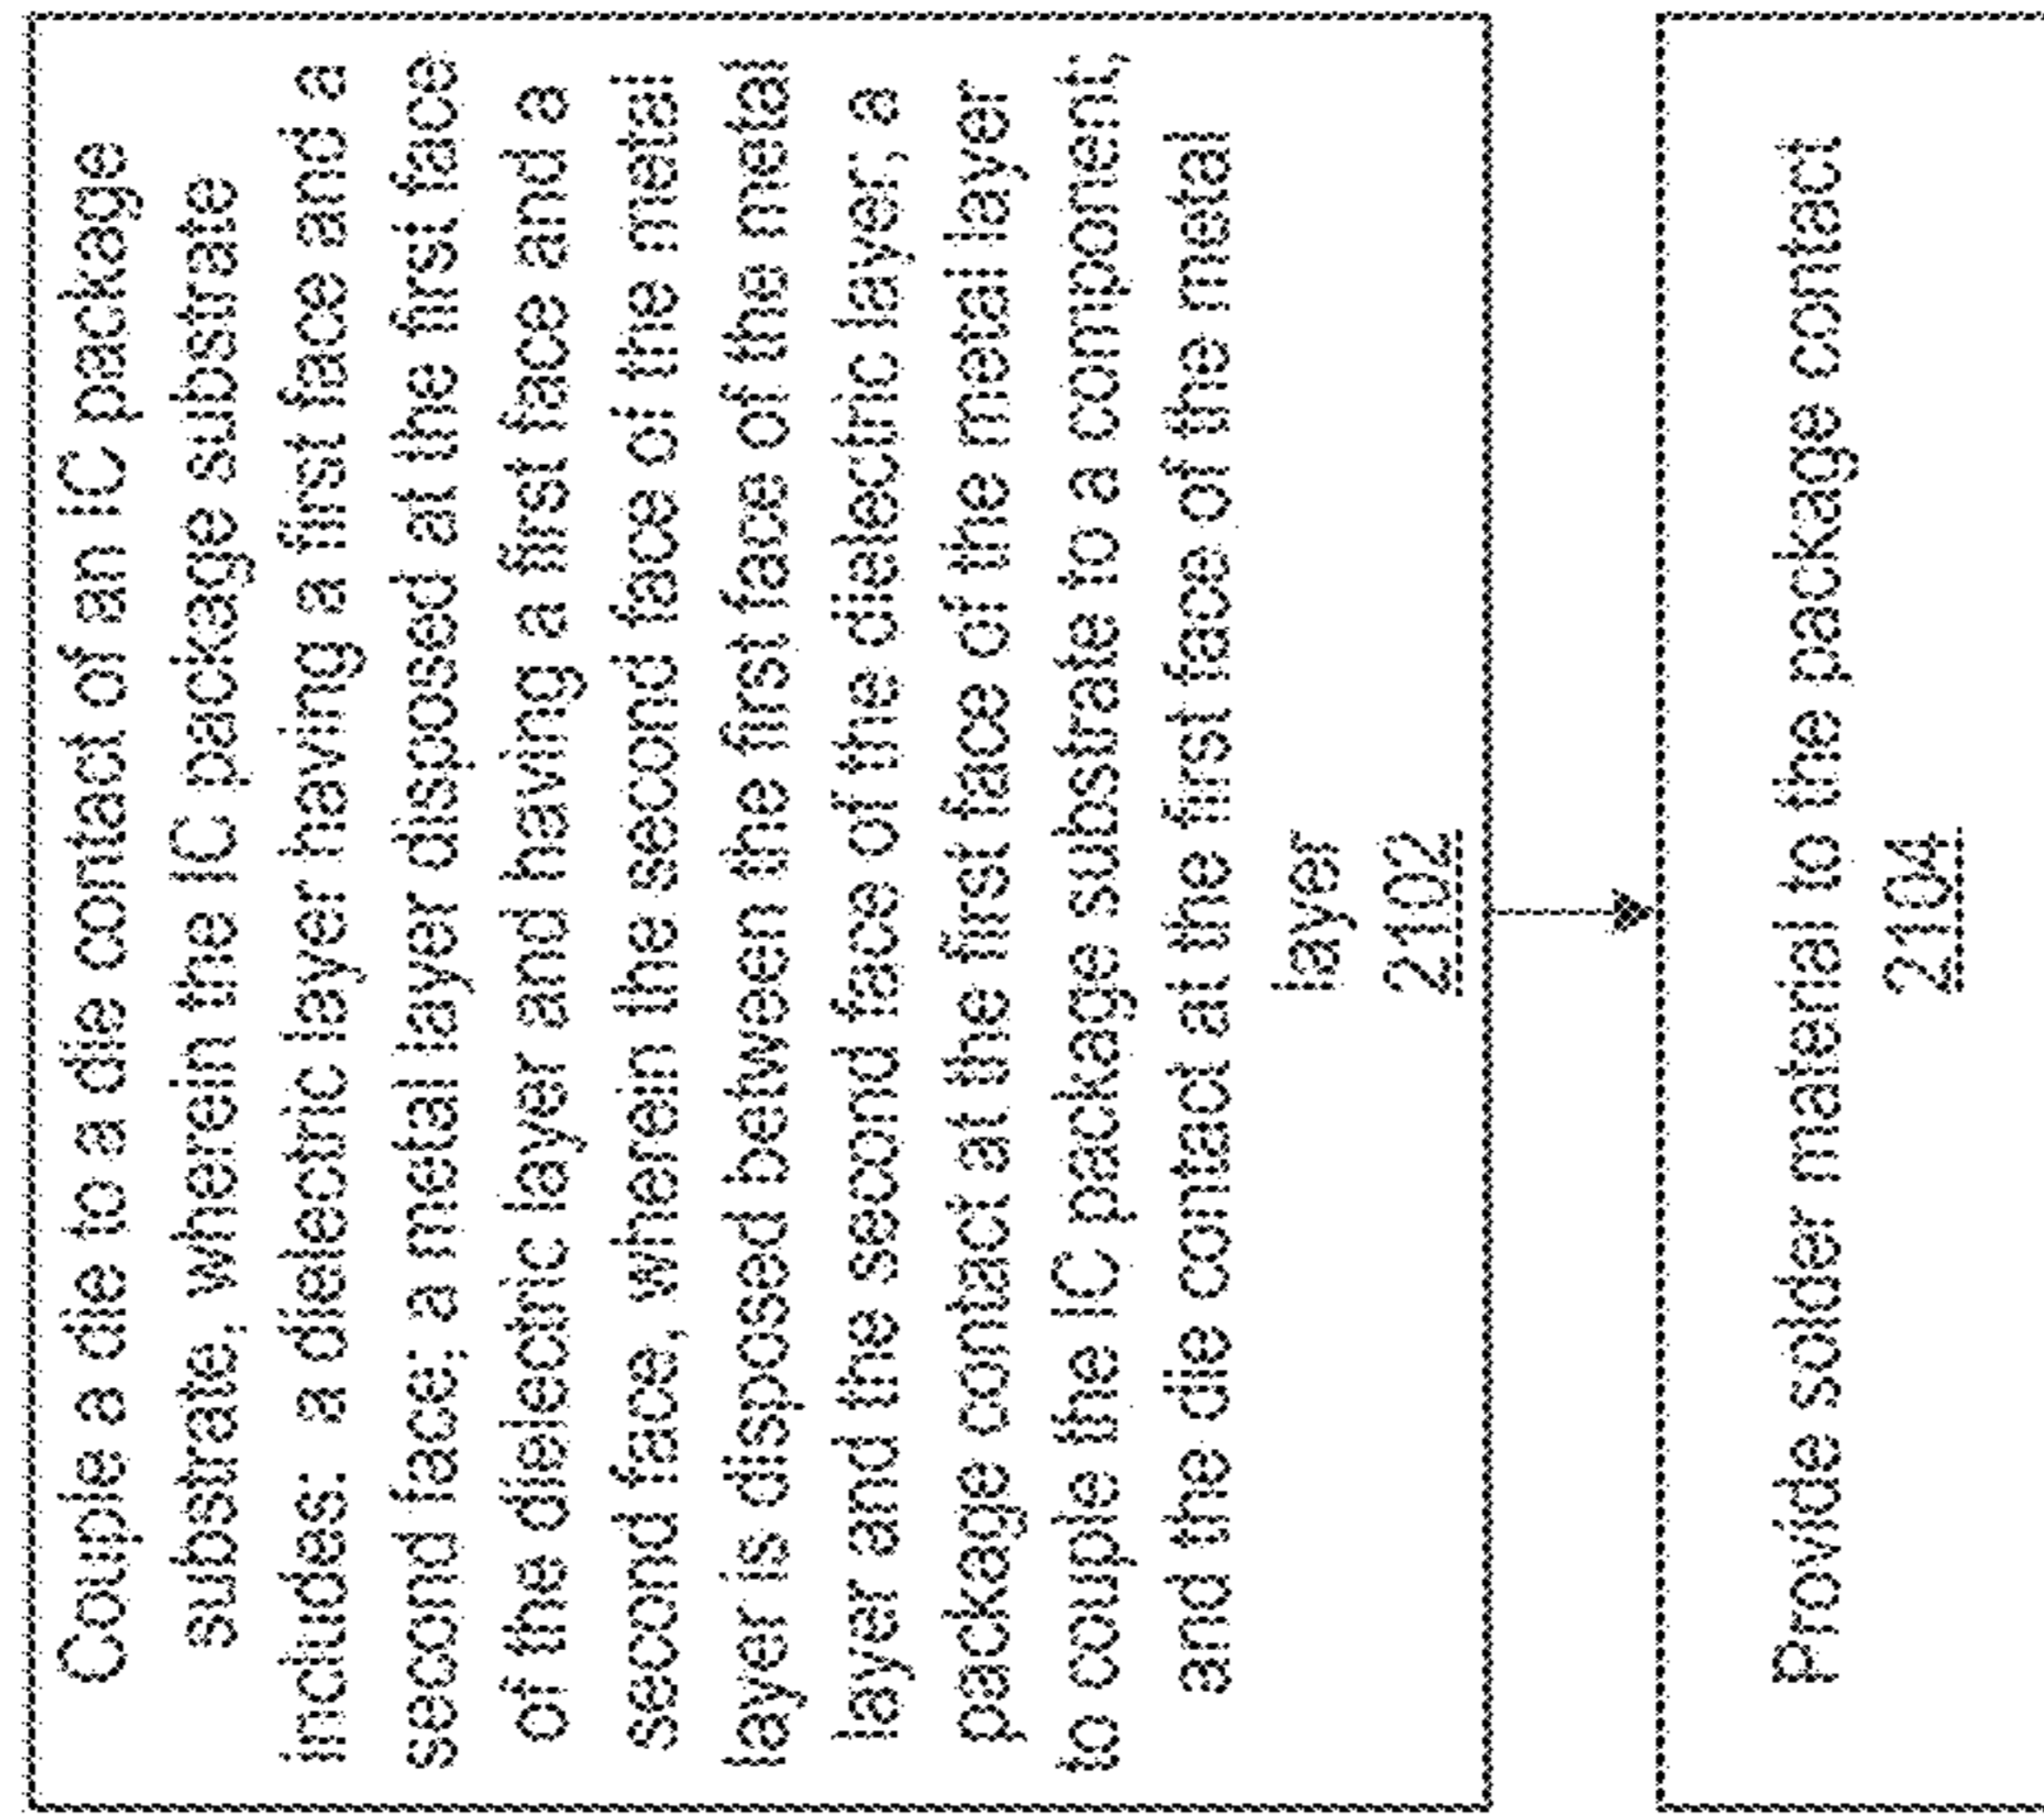 Couple a die to a die contact of an IC package
substrate, wherein the IC package substrate
includes: a dielectric layer having a first face and a
second face; a metal layer disposed at the first face
of the dielectric layer and having a first face and a
second face, wherein the second face of the metal
layer is disposed between the first face of the metal
layer and the second face of the dielectric layer, a
package contact at the first face of the metal layer
to couple the IC package substrate to a component,
and the die contact at the first face of the metal
layer
2102
Provide solder material to the package contact
2104